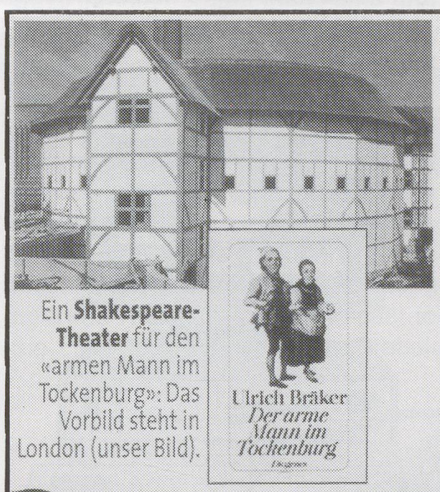 Ein Shakespeare-
Theater für den
«armen Mann im
Tockenburg»: Das
Vorbild steht in
London (unser Bild).
Ulrich Bräker
Der arme
Mann im
Tockenburg
Diogenes